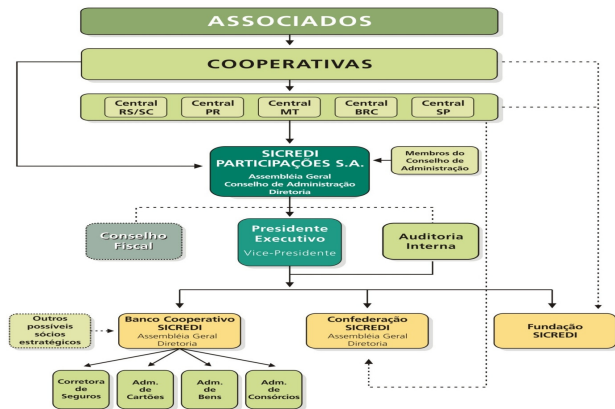 ASSOCIADOS
COOPERATIVAS
Central
RS/SC
Central
PR
Central
MT
Central
BRC
Central
SP
SICREDI
PARTICIPAÇÕES S.A.
Assembléia Geral
Conselho de Administração
Diretoria
Membros do
Conselho de
Administração
Conselho
Fiscal
Presidente
Executivo
Vice-Presidente
Auditoria
Interna
Outros
possíveis
sócios
estratégicos
Banco Cooperativo
SICREDI
Assembléia Geral
Diretoria
Confederação
SICREDI
Assembléia Geral
Diretoria
Fundação
SICREDI
Corretora
de
Seguros
Adm.
de
Cartões
Adm.
de
Bens
Adm.
de
Consórcios